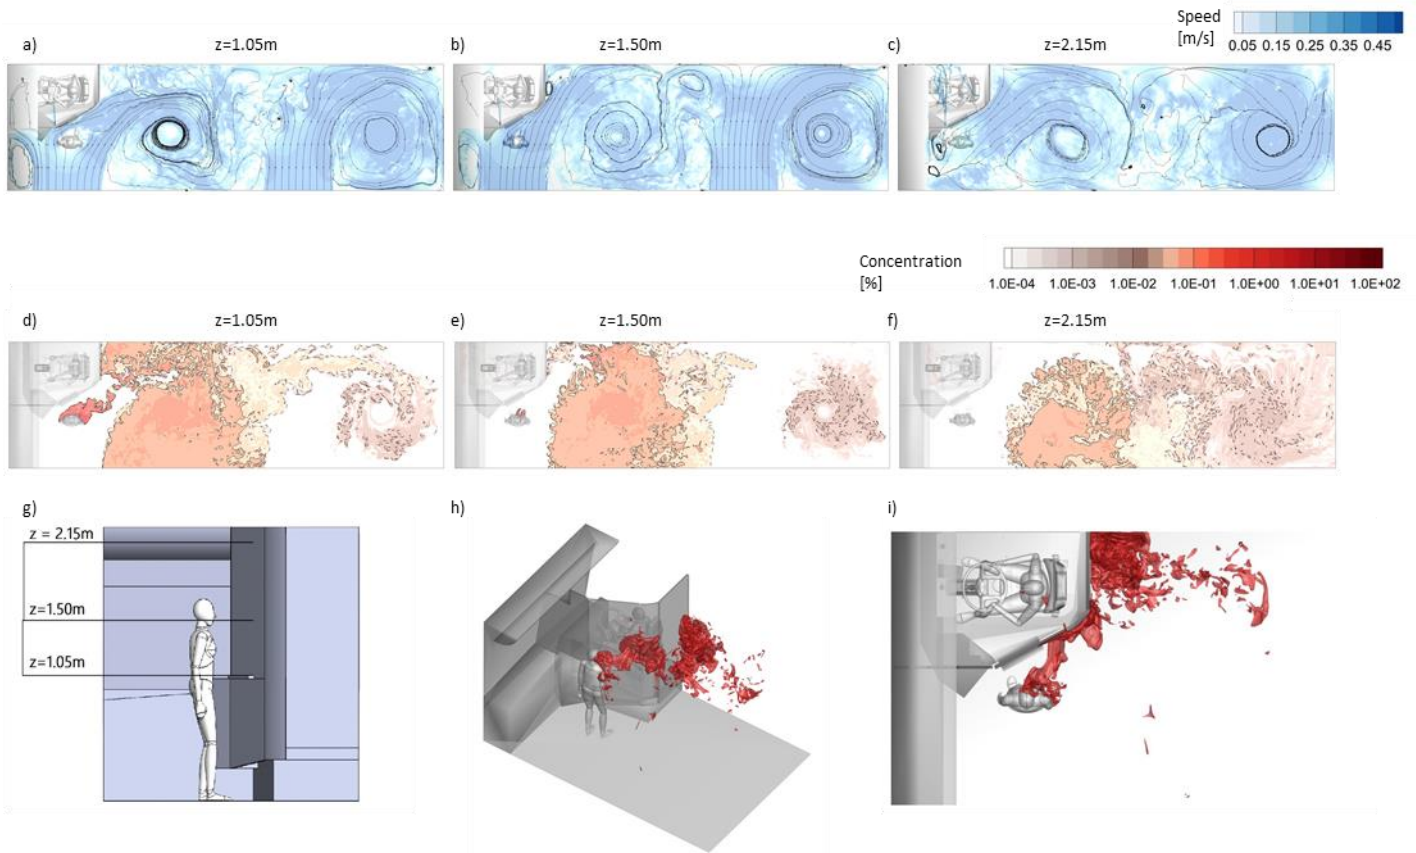 Speed
[m/s]
0.05 0.15 0.25 0.35 0.45
a) z=1.05m b) z=1.50m c) z=2.15m
Concentration
[%]
1.0E-04 1.0E-03 1.0E-02 1.0E-01 1.0E+00 1.0E+01 1.0E+02
d) z=1.05m e) z=1.50m f) z=2.15m
g) h) i)
z = 2.15m
z=1.50m
z=1.05m